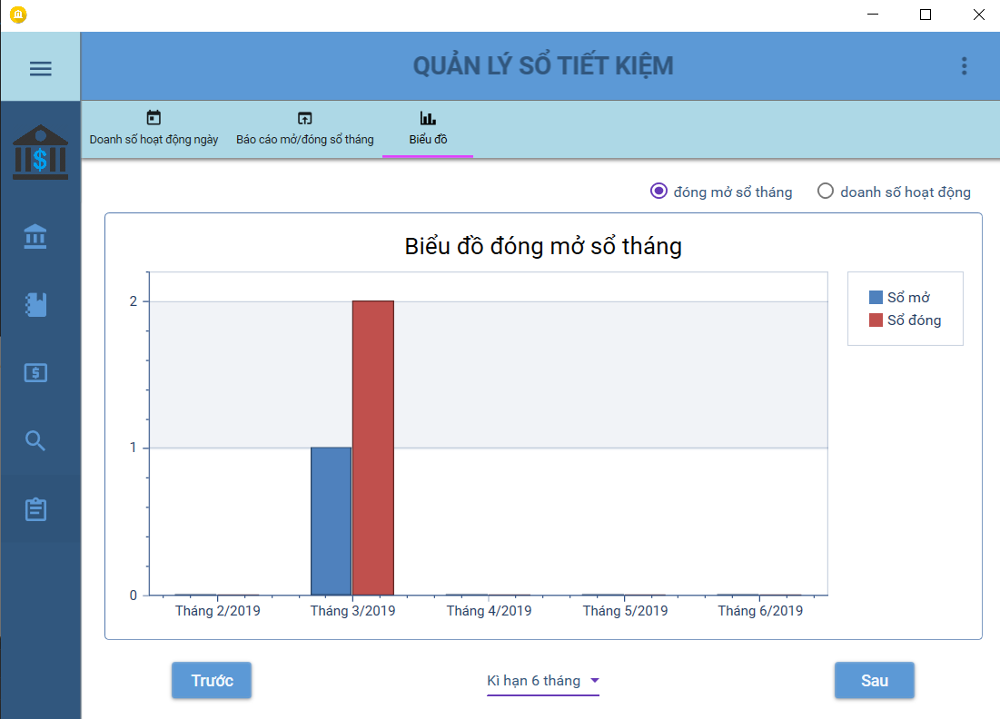 QUẢN LÝ SỔ TIẾT KIỆM
Doanh số hoạt động ngày
Báo cáo mở/đóng sổ tháng
Biểu đồ
$
đóng mở sổ tháng
doanh số hoạt động
Biểu đồ đóng mở sổ tháng
2
1
0
Sổ mở
Sổ đóng
Tháng 2/2019
Tháng 3/2019
Tháng 4/2019
Tháng 5/2019
Tháng 6/2019
$
Trước
Kì hạn 6 tháng
Sau